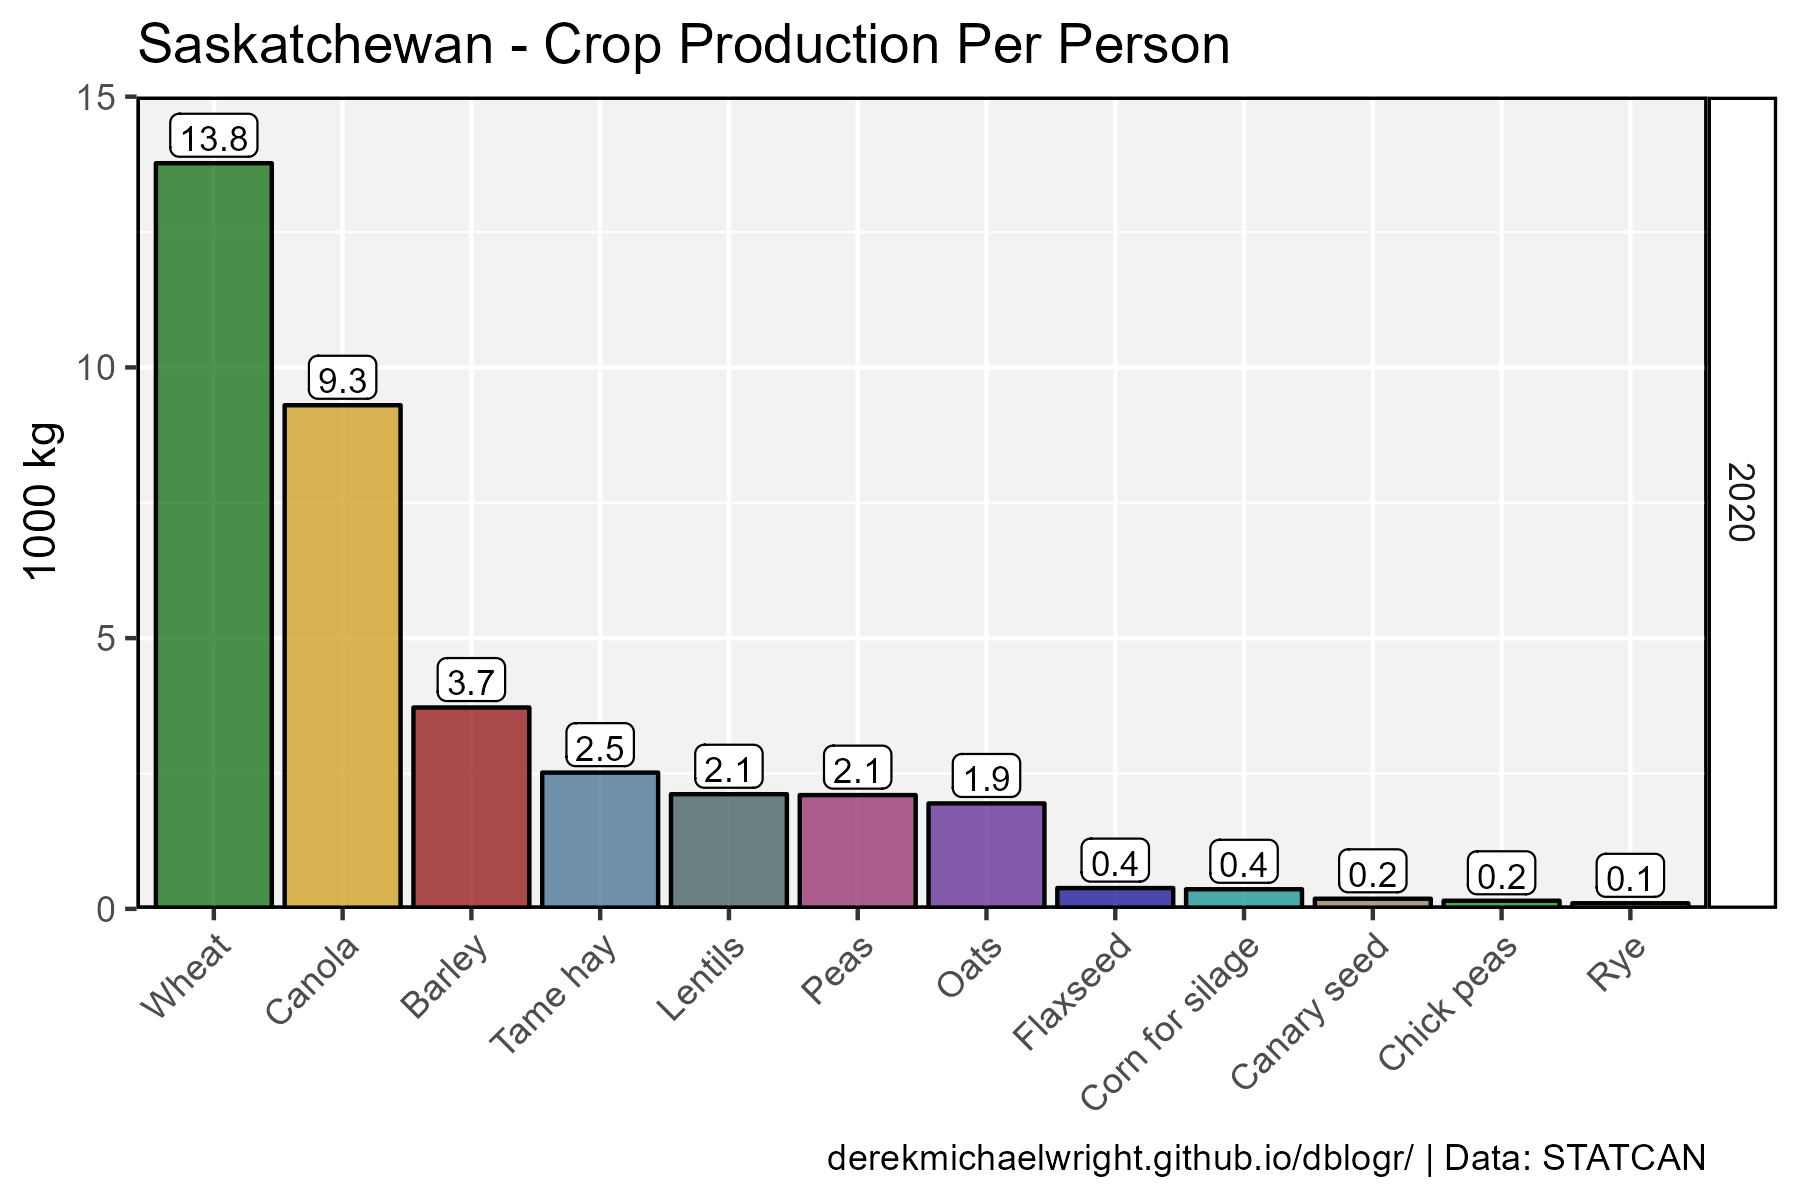 Saskatchewan - Crop Production Per Person
15
10
5
0
1000 kg
13.8
9.3
3.7
2.5
2.1
2.1
1.9
0.4
0.4
0.2
0.2
0.1
2020
Wheat
Canola
Barley
Tame hay
Lentils
Peas
Oats
Flaxseed
Corn for silage
Canary seed
Chick peas
Rye
derekmichaelwright.github.io/dblogr/ | Data: STATCAN